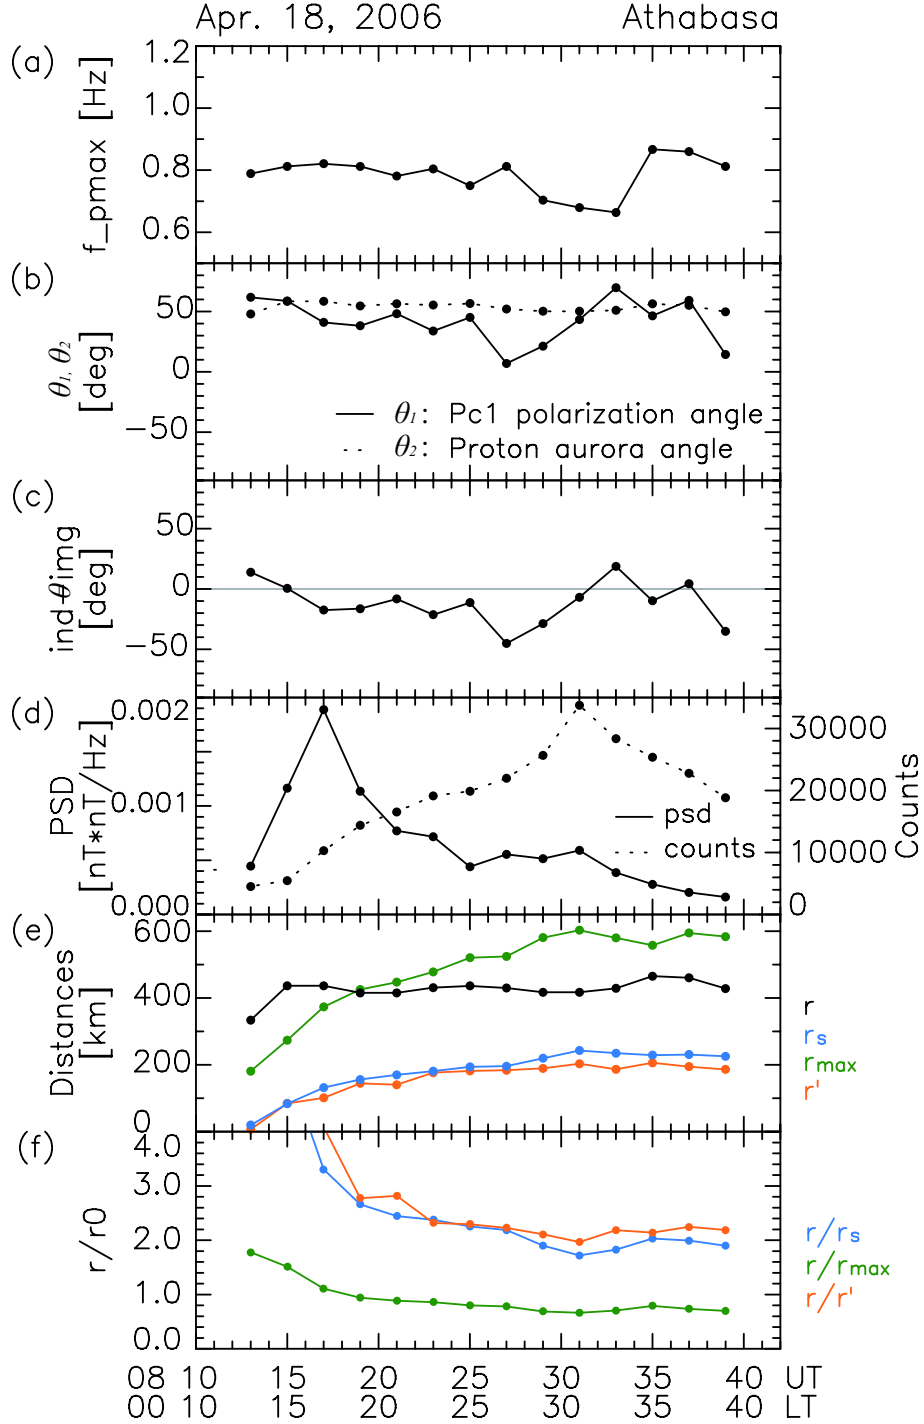 Apr. 18, 2006 Athabasa
(a)
f_pmax [Hz]
1.2
1.0
0.8
0.6
(b)
θ1, θ2
[deg]
50
0
−50
θ1: Pc1 polarization angle
θ2: Proton aurora angle
(c)
ind-θimg
[deg]
50
0
−50
(d)
PSD
[nT*nT/Hz]
0.002
0.001
0.000
psd
counts
30000
20000
10000
0
Counts
(e)
Distances
[km]
600
400
200
0
r
rs
rmax
r'
(f)
r/r0
4.0
3.0
2.0
1.0
0.0
r/rs
r/rmax
r/r'
08 10 15 20 25 30 35 40 UT
00 10 15 20 25 30 35 40 LT